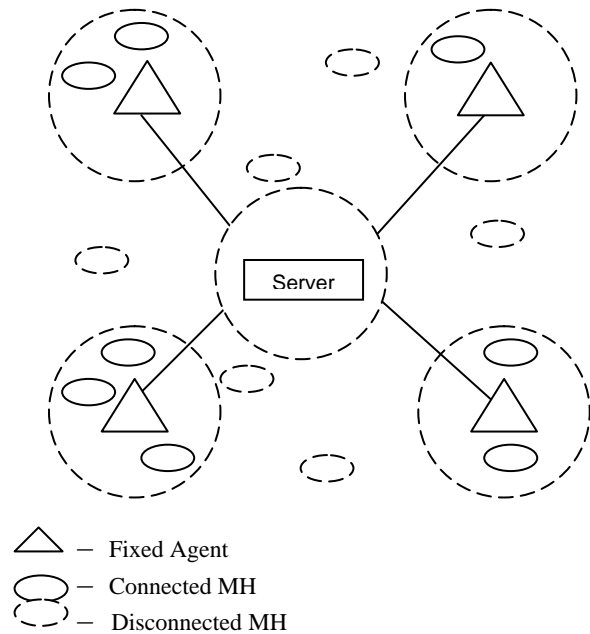 Server
– Fixed Agent
– Connected MH
– Disconnected MH